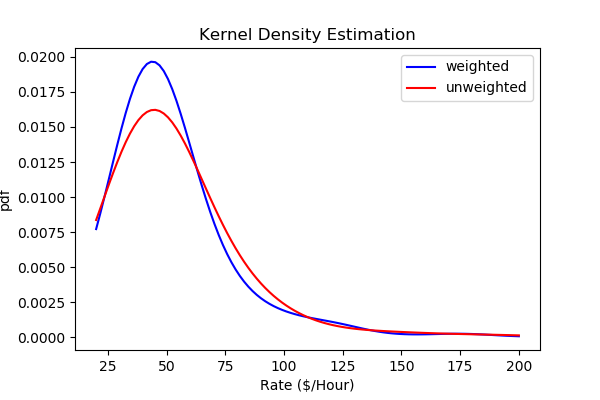 Kernel Density Estimation
weighted
unweighted
0.0200
0.0175
0.0150
0.0125
0.0100
0.0075
0.0050
0.0025
0.0000
pdf
25 50 75 100 125 150 175 200
Rate ($/Hour)